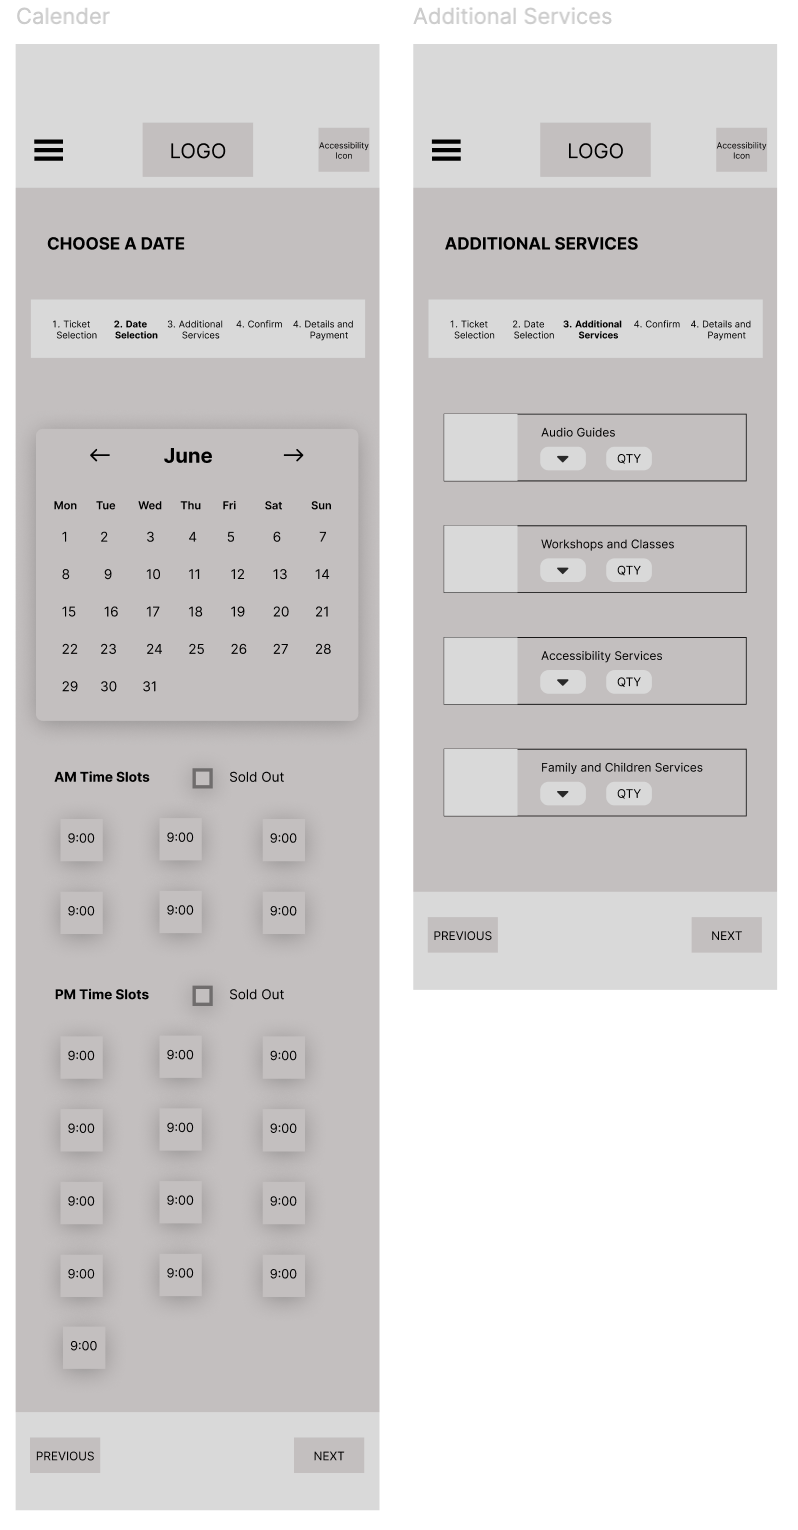 Calender
LOGO
Accessibility
Icon
CHOOSE A DATE
1. Ticket
Selection
2. Date
Selection
3. Additional
Services
4. Confirm
4. Details and
Payment
June
Mon Tue Wed Thu Fri Sat Sun
1 2 3 4 5 6 7
8 9 10 11 12 13 14
15 16 17 18 19 20 21
22 23 24 25 26 27 28
29 30 31
AM Time Slots Sold Out
9:00 9:00 9:00
9:00 9:00 9:00
PM Time Slots Sold Out
9:00 9:00 9:00
9:00 9:00 9:00
9:00 9:00 9:00
9:00 9:00 9:00
9:00
PREVIOUS NEXT
Additional Services
LOGO
Accessibility
Icon
ADDITIONAL SERVICES
1. Ticket
Selection
2. Date
Selection
3. Additional
Services
4. Confirm
4. Details and
Payment
Audio Guides
QTY
Workshops and Classes
QTY
Accessibility Services
QTY
Family and Children Services
QTY
PREVIOUS NEXT